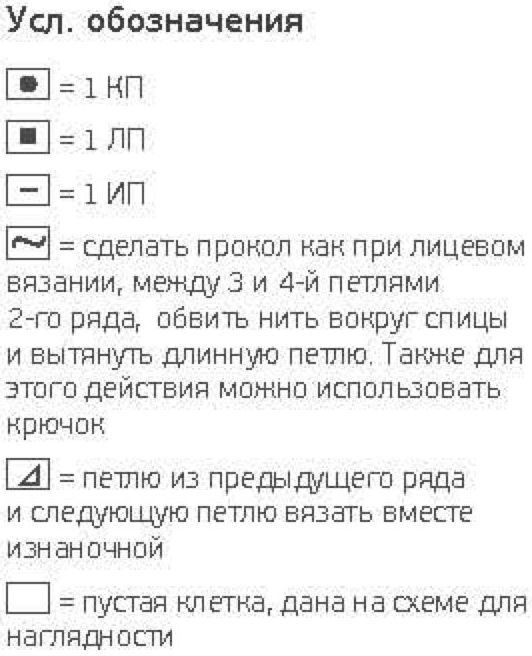 Усл. обозначения
= 1 КП
= 1 ЛП
= 1 ИП
= сделать прокол как при лицевом
вязании, между 3 и 4-й петлями
2-го ряда, обвить нить вокруг спицы
и вытянуть длинную петлю. Также для
этого действия можно использовать
крючок
= петлю из предыдущего ряда
и следующую петлю вязать вместе
изнаночной
= пустая клетка, дана на схеме для
наглядности